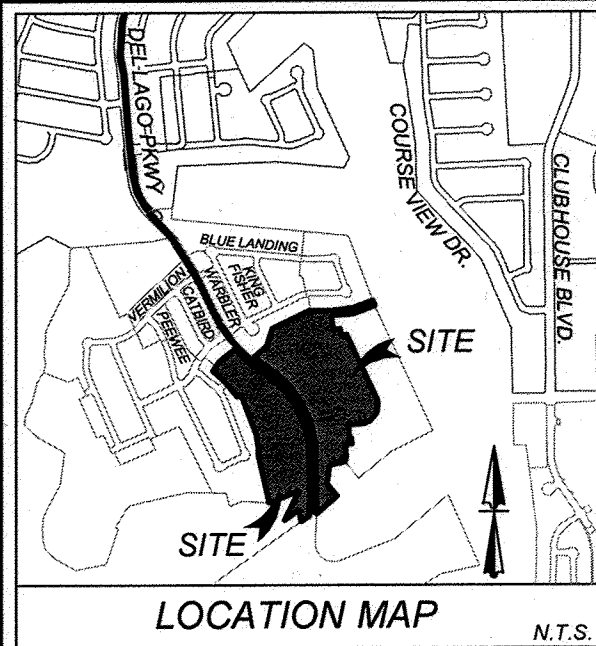 DEL LAGO PKWY
COURSE VIEW DR.
CLUBHOUSE BLVD.
BLUE LANDING
KING
FISHER
WARBLER
VERMILION
CATBIRD
PEEWEE
SITE
SITE
LOCATION MAP
N.T.S.